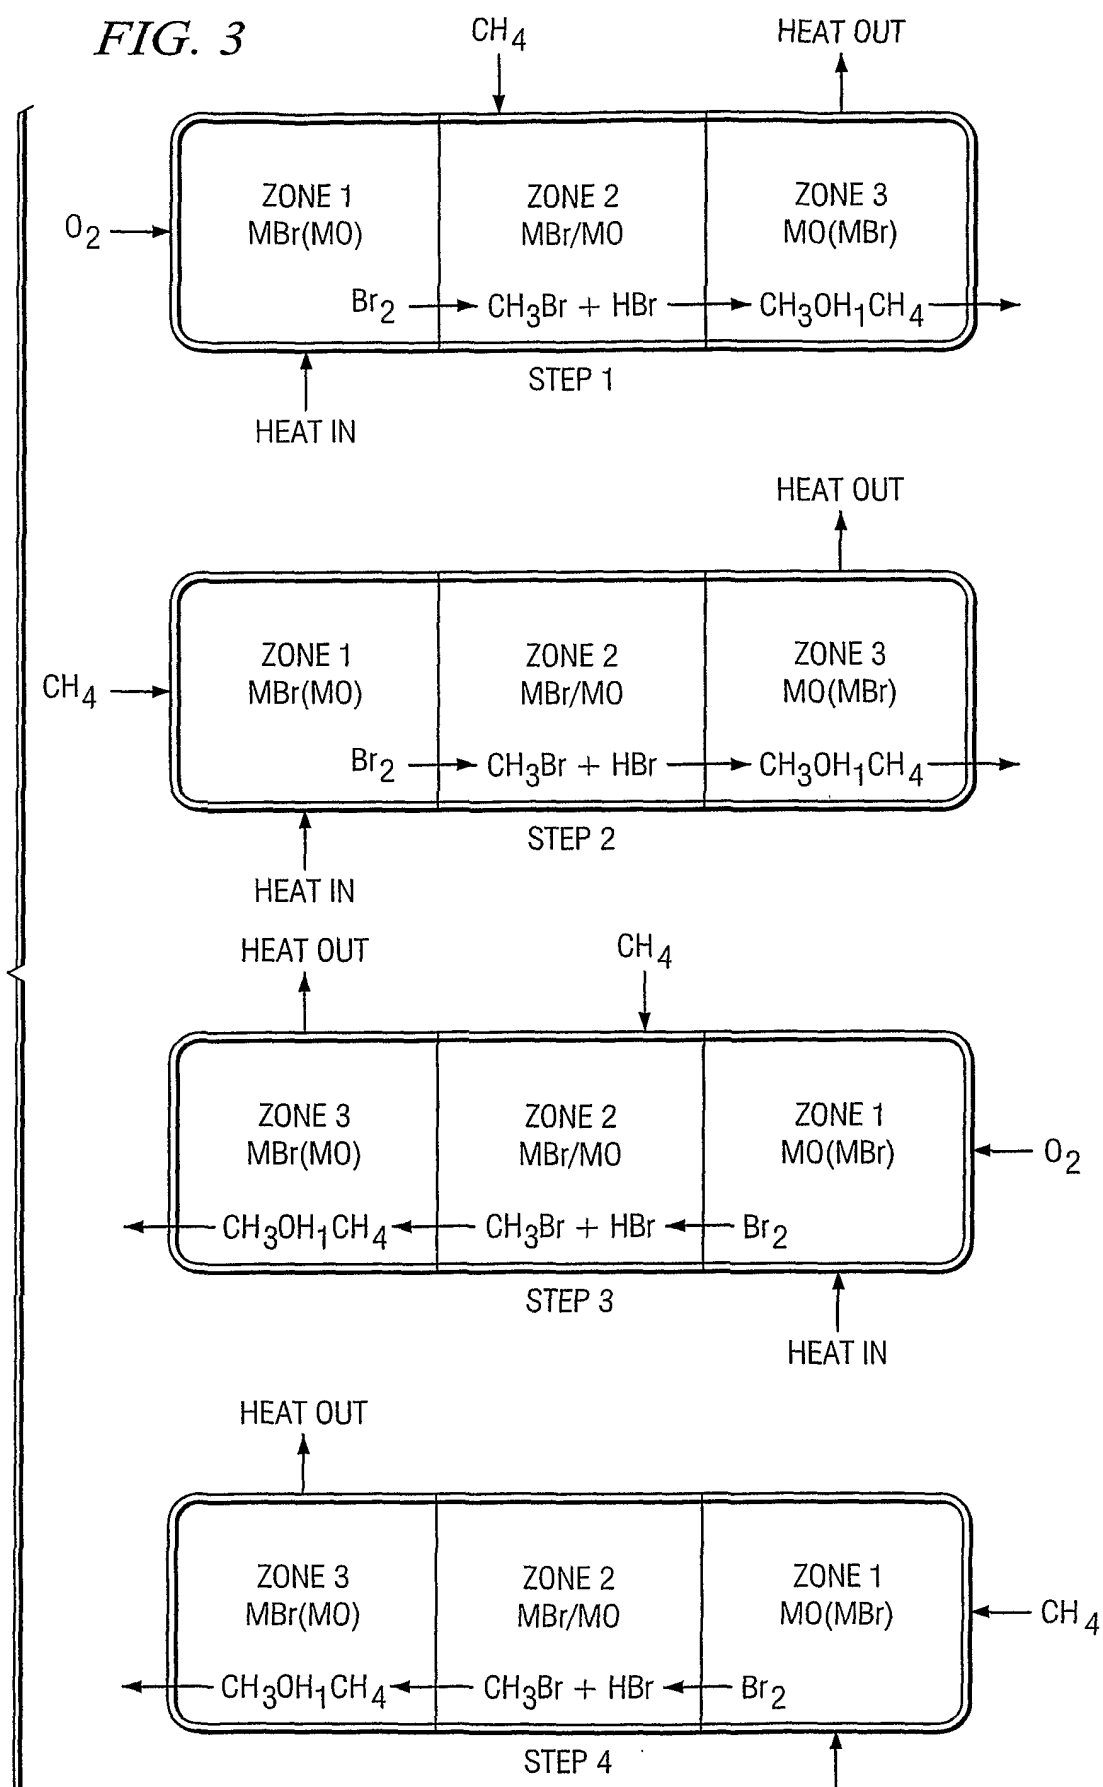 FIG. 3
CH4
HEAT OUT
ZONE 1
MBr(MO)
ZONE 2
MBr/MO
ZONE 3
MO(MBr)
O2
Br2
CH3Br + HBr
CH3OH1CH4
STEP 1
HEAT IN
HEAT OUT
ZONE 1
MBr(MO)
ZONE 2
MBr/MO
ZONE 3
MO(MBr)
CH4
Br2
CH3Br + HBr
CH3OH1CH4
STEP 2
HEAT IN
HEAT OUT
CH4
ZONE 3
MBr(MO)
ZONE 2
MBr/MO
ZONE 1
MO(MBr)
O2
CH3OH1CH4
CH3Br + HBr
Br2
STEP 3
HEAT IN
HEAT OUT
ZONE 3
MBr(MO)
ZONE 2
MBr/MO
ZONE 1
MO(MBr)
CH4
CH3OH1CH4
CH3Br + HBr
Br2
STEP 4